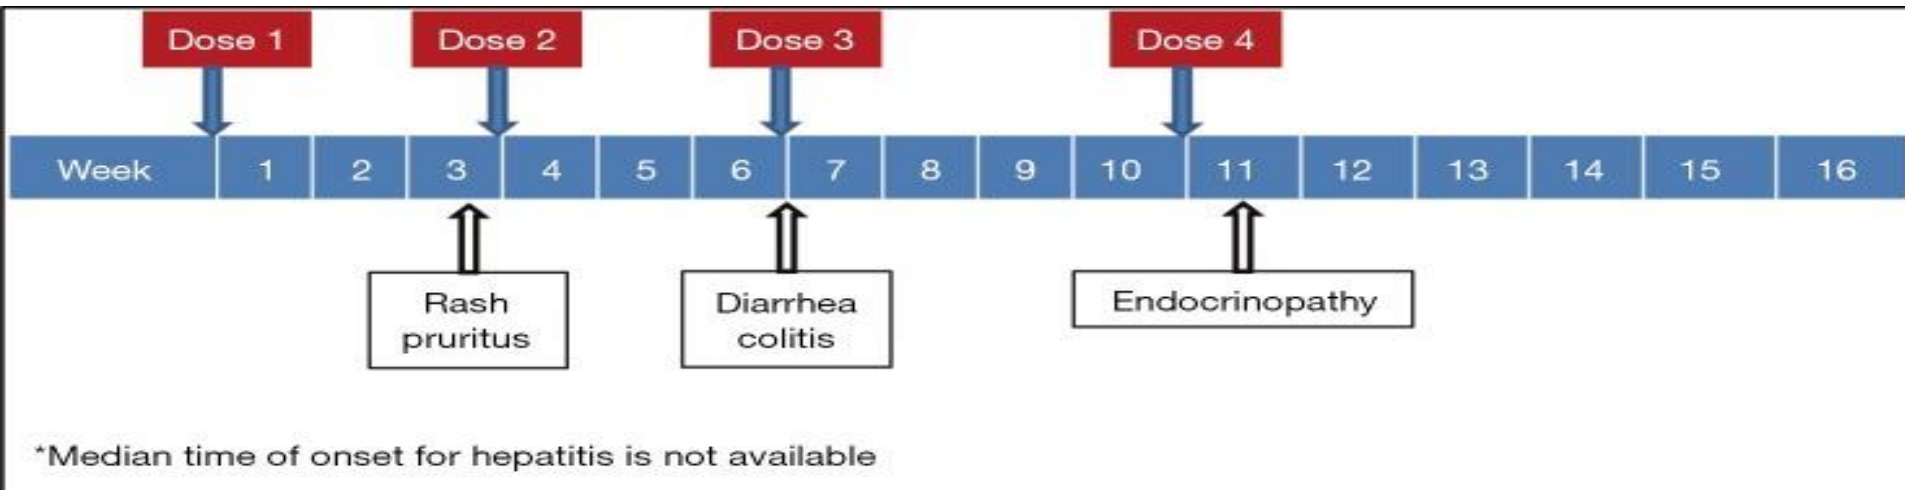 Dose 1 Dose 2 Dose 3 Dose 4
Week 1 2 3 4 5 6 7 8 9 10 11 12 13 14 15 16
Rash
pruritus
Diarrhea
colitis
Endocrinopathy
*Median time of onset for hepatitis is not available